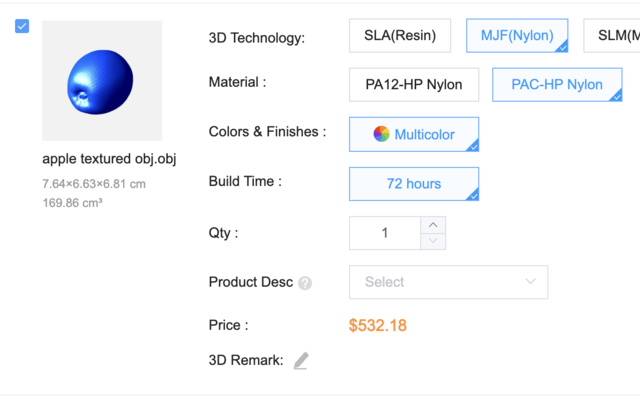 3D Technology:
SLA(Resin)
MJF(Nylon)
SLM(M
Material :
PA12-HP Nylon
PAC-HP Nylon
Colors & Finishes :
Multicolor
apple textured obj.obj
7.64×6.63×6.81 cm
169.86 cm³
Build Time :
72 hours
Qty :
1
Product Desc ?
Select
Price :
$532.18
3D Remark: